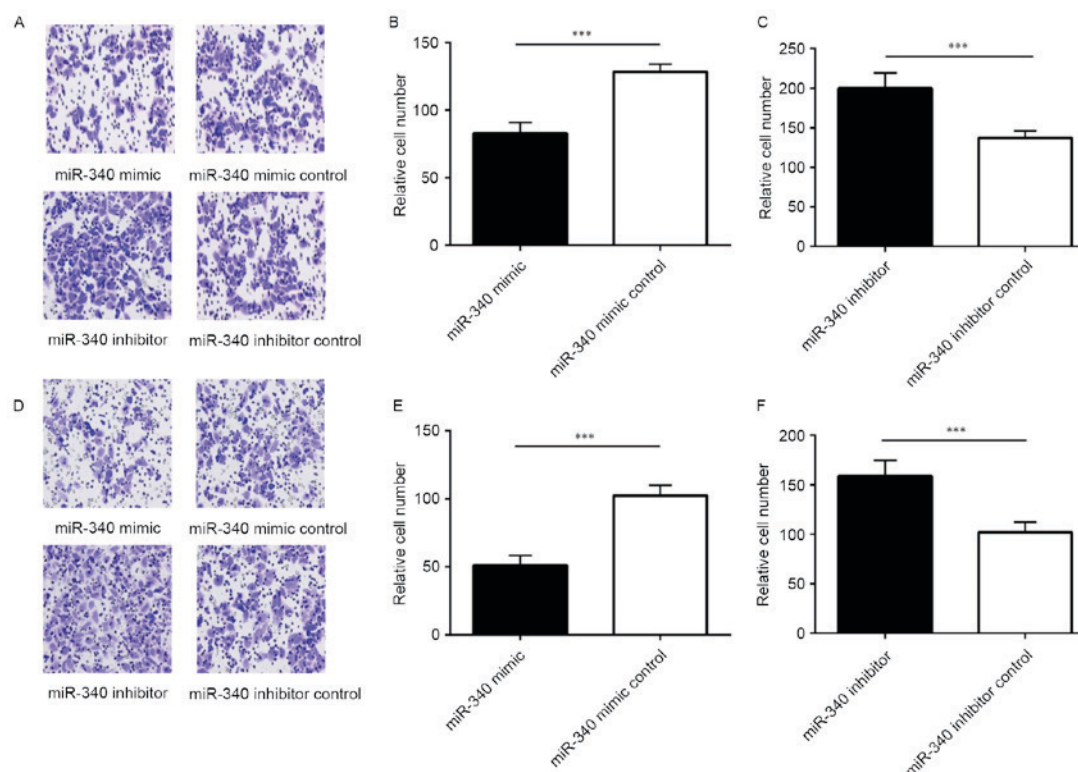 A
miR-340 mimic
miR-340 mimic control
miR-340 inhibitor
miR-340 inhibitor control
B
Relative cell number
150
100
50
0
***
miR-340 mimic
miR-340 mimic control
C
Relative cell number
250
200
150
100
50
0
***
miR-340 inhibitor
miR-340 inhibitor control
D
miR-340 mimic
miR-340 mimic control
miR-340 inhibitor
miR-340 inhibitor control
E
Relative cell number
150
100
50
0
***
miR-340 mimic
miR-340 mimic control
F
Relative cell number
200
150
100
50
0
***
miR-340 inhibitor
miR-340 inhibitor control